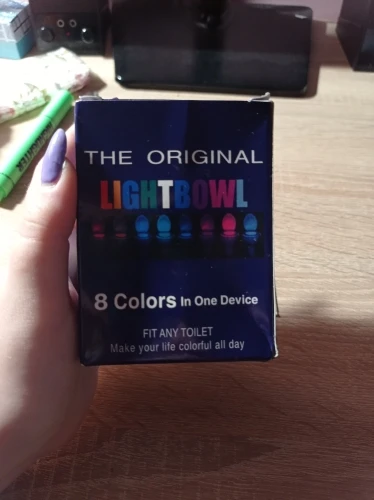 THE ORIGINAL
LIGHTBOWL
8 Colors In One Device
FIT ANY TOILET
Make your life colorful all day